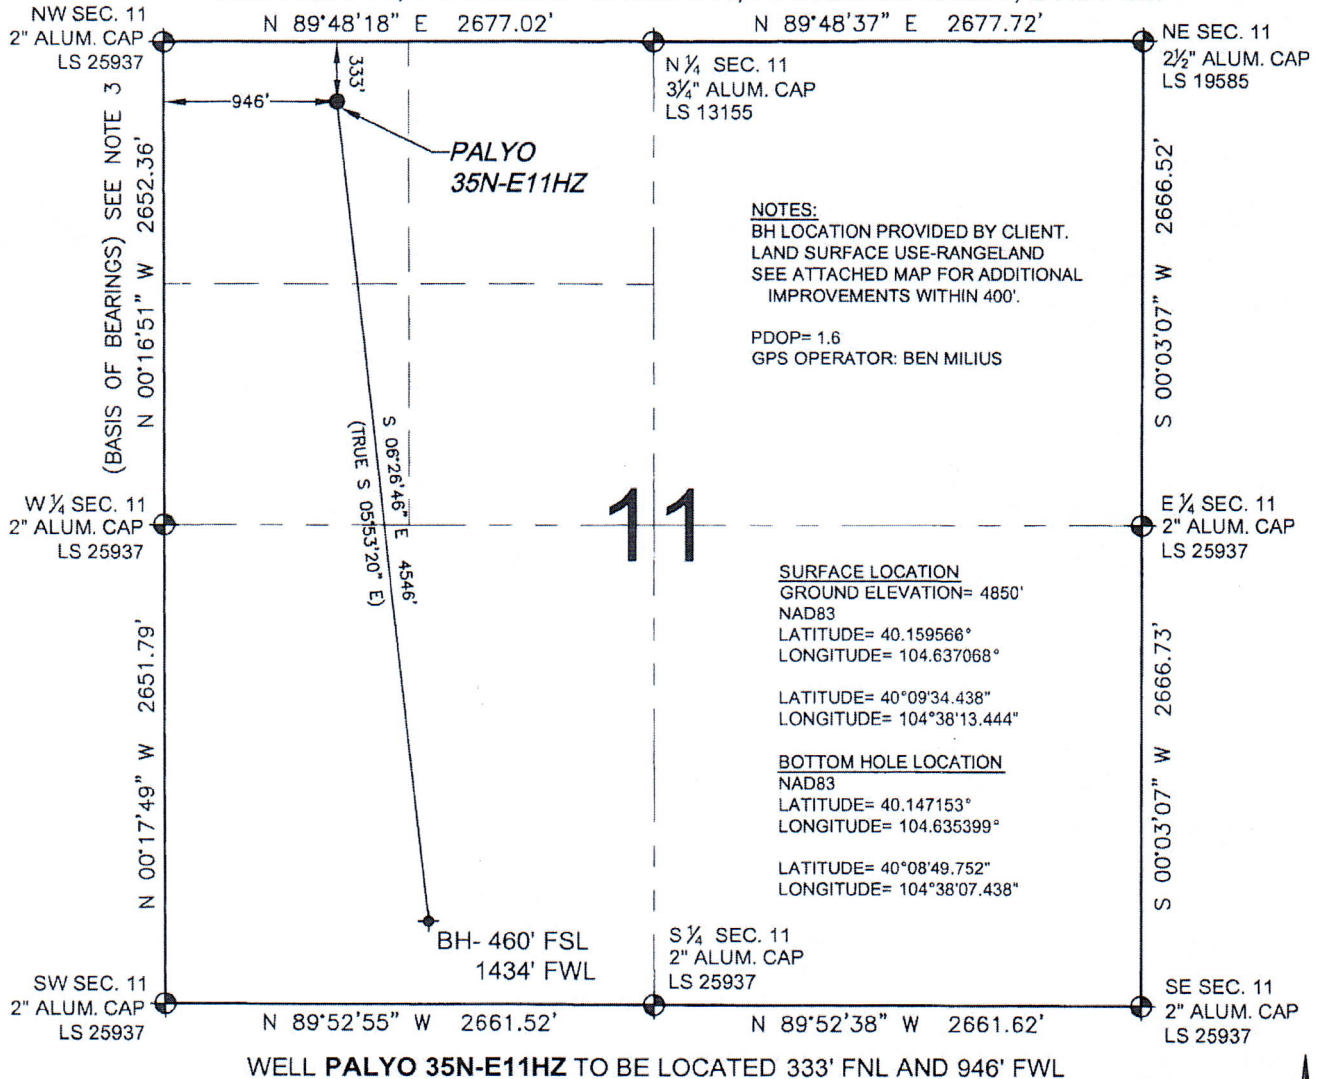 N 89°48'18" E 2677.02'
N 89°48'37" E 2677.72'
NW SEC. 11
2" ALUM. CAP
LS 25937
N ¼ SEC. 11
3¼" ALUM. CAP
LS 13155
NE SEC. 11
2½" ALUM. CAP
LS 19585
333'
946'
PALYO
35N-E11HZ
(BASIS OF BEARINGS) SEE NOTE 3
N 00°16'51" W 2652.36'
S 00°03'07" W 2666.52'
NOTES:
BH LOCATION PROVIDED BY CLIENT.
LAND SURFACE USE-RANGELAND
SEE ATTACHED MAP FOR ADDITIONAL
IMPROVEMENTS WITHIN 400'.
PDOP= 1.6
GPS OPERATOR: BEN MILIUS
S 06°26'46" E 4546'
(TRUE S 05°53'20" E)
W ¼ SEC. 11
2" ALUM. CAP
LS 25937
11
E ¼ SEC. 11
2" ALUM. CAP
LS 25937
SURFACE LOCATION
GROUND ELEVATION= 4850'
NAD83
LATITUDE= 40.159566°
LONGITUDE= 104.637068°
LATITUDE= 40°09'34.438"
LONGITUDE= 104°38'13.444"
BOTTOM HOLE LOCATION
NAD83
LATITUDE= 40.147153°
LONGITUDE= 104.635399°
LATITUDE= 40°08'49.752"
LONGITUDE= 104°38'07.438"
N 00°17'49" W 2651.79'
S 00°03'07" W 2666.73'
BH- 460' FSL
1434' FWL
S ¼ SEC. 11
2" ALUM. CAP
LS 25937
SW SEC. 11
2" ALUM. CAP
LS 25937
SE SEC. 11
2" ALUM. CAP
LS 25937
N 89°52'55" W 2661.52'
N 89°52'38" W 2661.62'
WELL PALYO 35N-E11HZ TO BE LOCATED 333' FNL AND 946' FWL